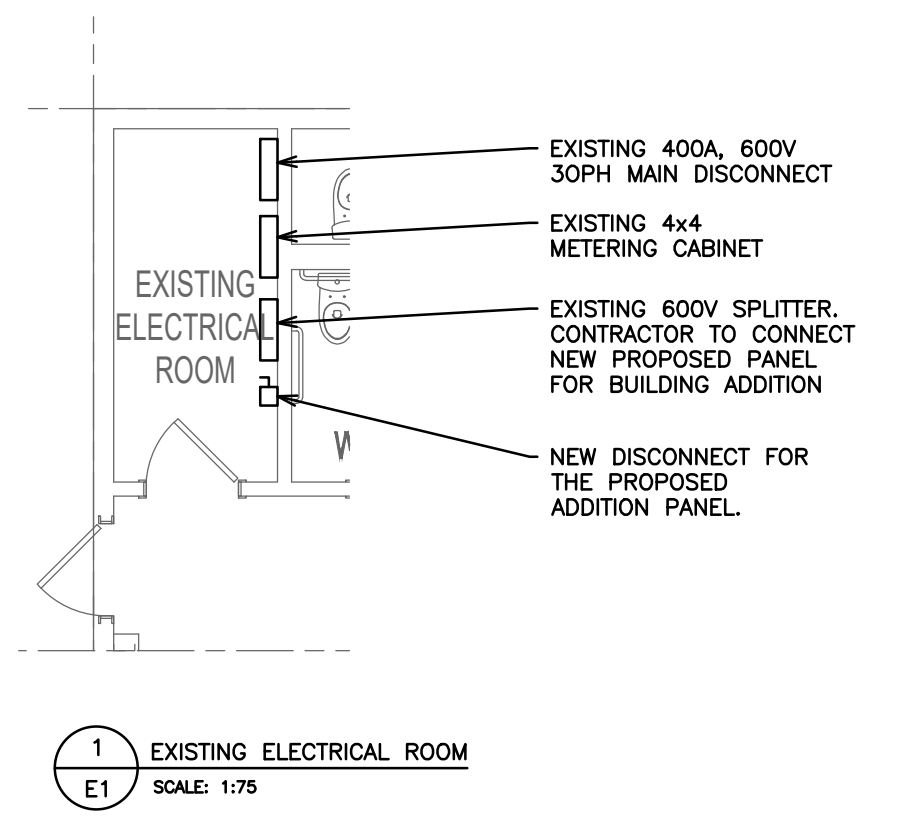 EXISTING 400A, 600V
3OPH MAIN DISCONNECT
EXISTING 4x4
METERING CABINET
EXISTING
ELECTRICAL
ROOM
EXISTING 600V SPLITTER.
CONTRACTOR TO CONNECT
NEW PROPOSED PANEL
FOR BUILDING ADDITION
NEW DISCONNECT FOR
THE PROPOSED
ADDITION PANEL.
1
EXISTING ELECTRICAL ROOM
E1
SCALE: 1:75